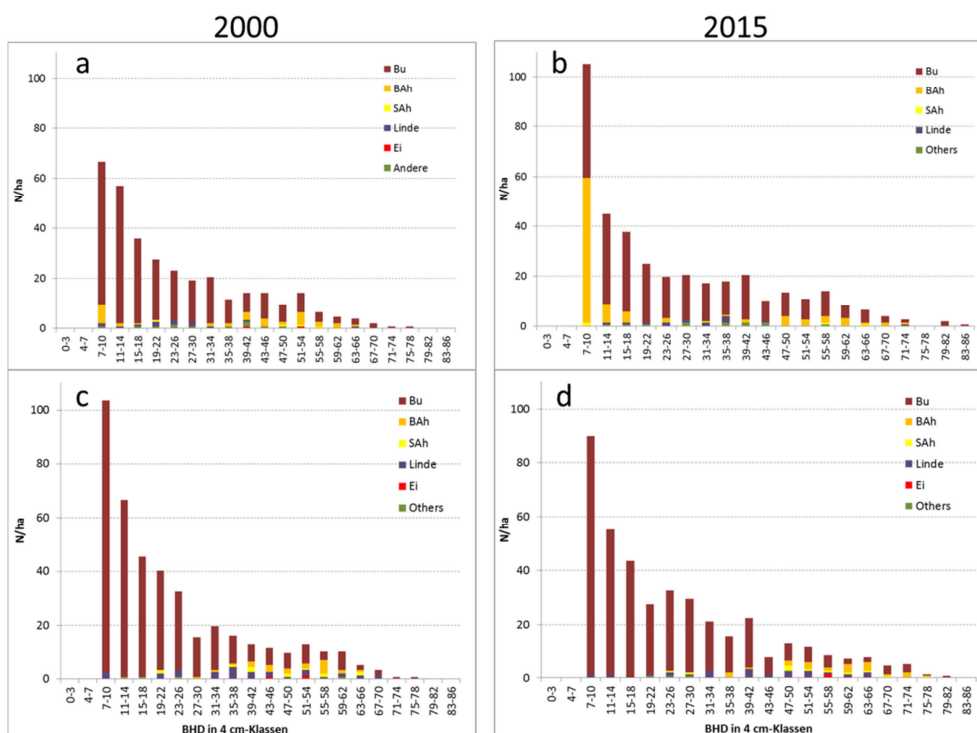 2000
2015
a
100
80
60
40
20
0
N/ha
Bu
BAh
SAh
Linde
Ei
Andere
0-3 4-7 7-10 11-14 15-18 19-22 23-26 27-30 31-34 35-38 39-42 43-46 47-50 51-54 55-58 59-62 63-66 67-70 71-74 75-78 79-82 83-86
b
100
80
60
40
20
0
N/ha
Bu
BAh
SAh
Linde
Others
0-3 4-7 7-10 11-14 15-18 19-22 23-26 27-30 31-34 35-38 39-42 43-46 47-50 51-54 55-58 59-62 63-66 67-70 71-74 75-78 79-82 83-86
c
100
80
60
40
20
0
N/ha
Bu
BAh
SAh
Linde
Ei
Others
0-3 4-7 7-10 11-14 15-18 19-22 23-26 27-30 31-34 35-38 39-42 43-46 47-50 51-54 55-58 59-62 63-66 67-70 71-74 75-78 79-82 83-86
BHD in 4 cm-Klassen
d
100
80
60
40
20
0
N/ha
Bu
BAh
SAh
Linde
Ei
Others
0-3 4-7 7-10 11-14 15-18 19-22 23-26 27-30 31-34 35-38 39-42 43-46 47-50 51-54 55-58 59-62 63-66 67-70 71-74 75-78 79-82 83-86
BHD in 4 cm-Klassen